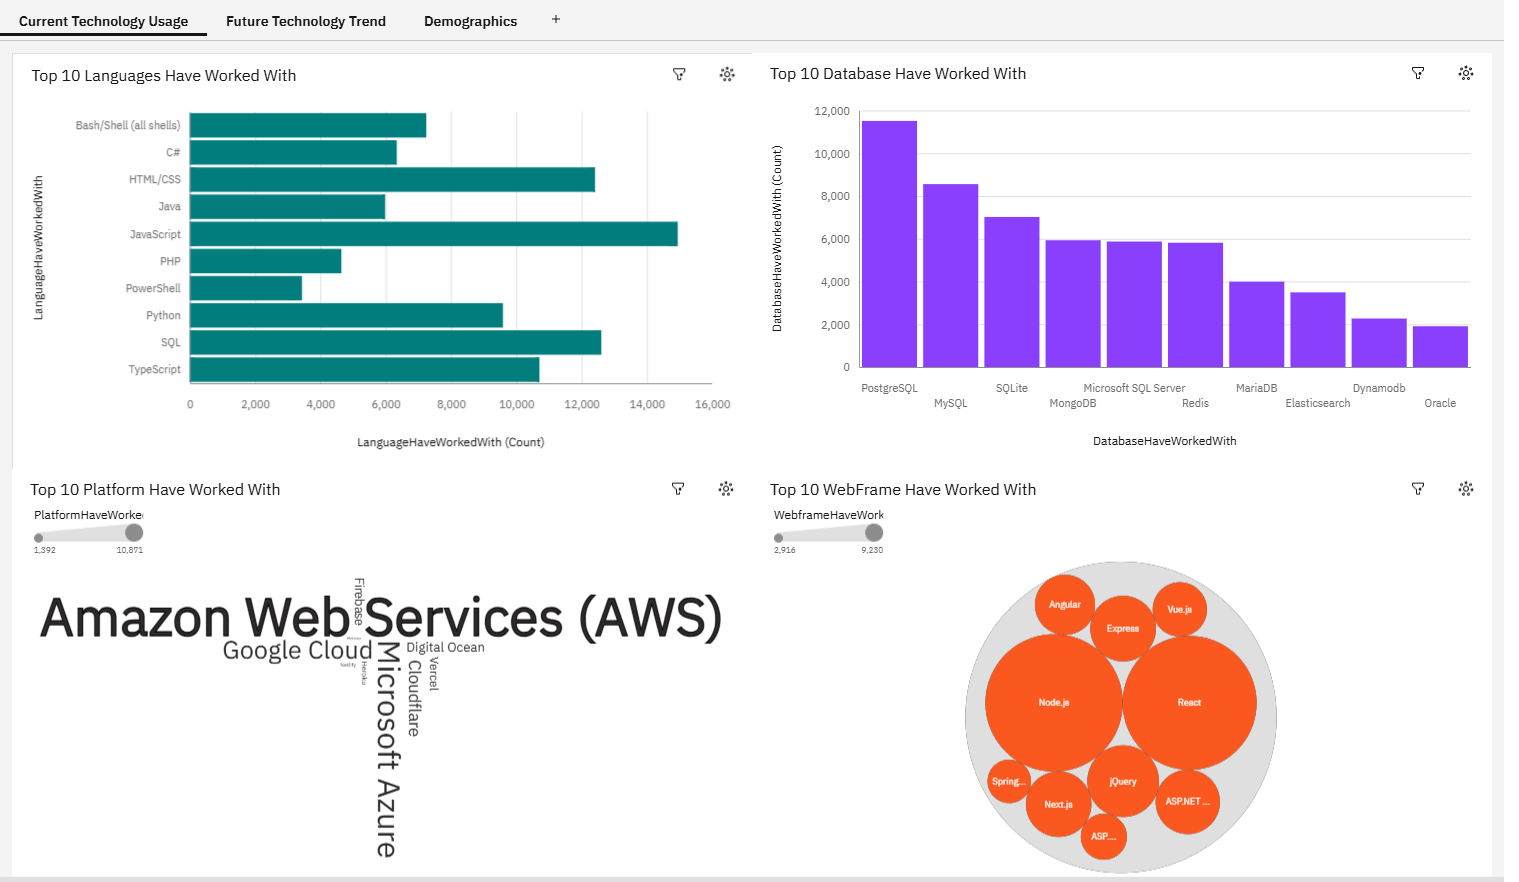 Current Technology Usage
Future Technology Trend
Demographics
+
Top 10 Languages Have Worked With
LanguageHaveWorkedWith
Bash/Shell (all shells)
C#
HTML/CSS
Java
JavaScript
PHP
PowerShell
Python
SQL
TypeScript
0 2,000 4,000 6,000 8,000 10,000 12,000 14,000 16,000
LanguageHaveWorkedWith (Count)
Top 10 Database Have Worked With
DatabaseHaveWorkedWith (Count)
12,000
10,000
8,000
6,000
4,000
2,000
0
PostgreSQL SQLite Microsoft SQL Server MariaDB Dynamodb
MySQL MongoDB Redis Elasticsearch Oracle
DatabaseHaveWorkedWith
Top 10 Platform Have Worked With
PlatformHaveWorke
1,392 10,871
Firebase
Amazon Web Services (AWS)
Google Cloud
Digital Ocean
Microsoft Azure
Cloudflare
Vercel
Heroku
Top 10 WebFrame Have Worked With
WebframeHaveWork
2,916 9,230
Angular
Vue.js
Express
Node.js
React
Spring...
jQuery
Next.js
ASP.NET ...
ASP....